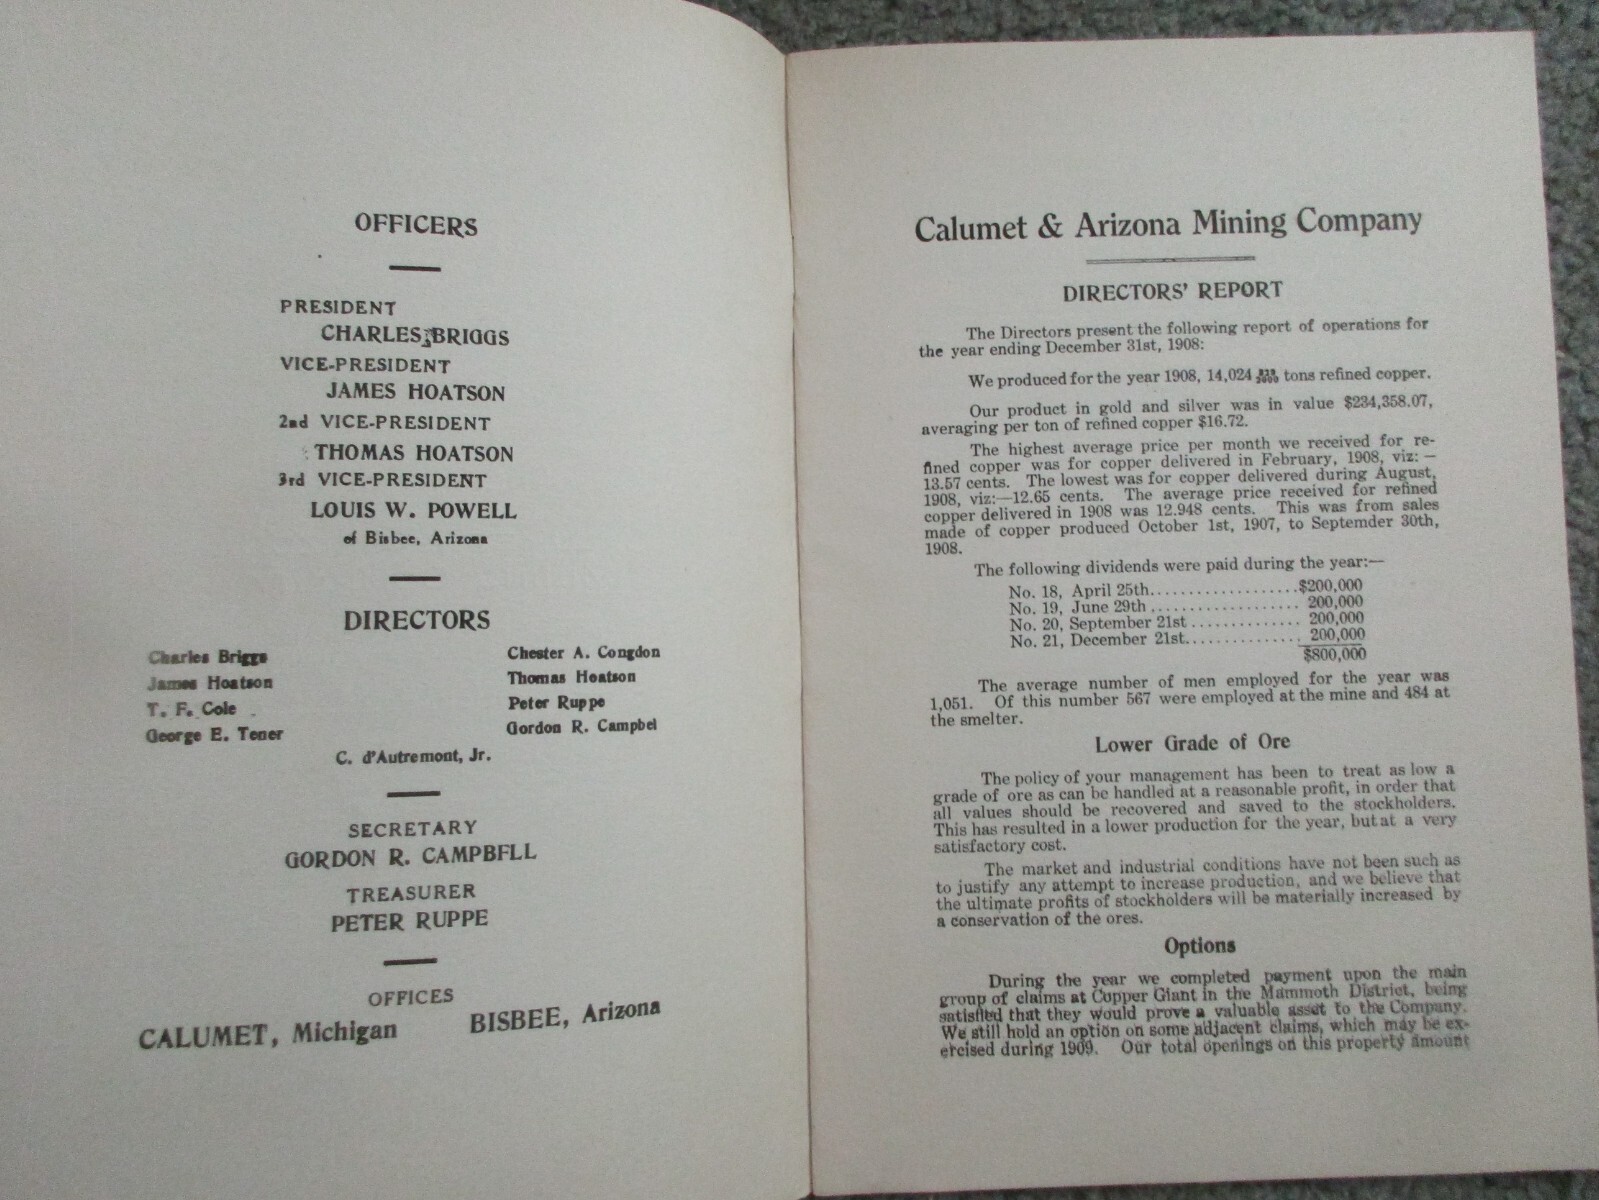 OFFICERS
PRESIDENT
CHARLES BRIGGS
VICE-PRESIDENT
JAMES HOATSON
2nd VICE-PRESIDENT
THOMAS HOATSON
3rd VICE-PRESIDENT
LOUIS W. POWELL
of Bisbee, Arizona
DIRECTORS
Charles Briggs
James Hoatson
T. F. Cole
George E. Tener
Chester A. Congdon
Thomas Hoatson
Peter Ruppe
Gordon R. Campbel
C. d'Autremont, Jr.
SECRETARY
GORDON R. CAMPBFLL
TREASURER
PETER RUPPE
OFFICES
CALUMET, Michigan
BISBEE, Arizona
Calumet & Arizona Mining Company
DIRECTORS' REPORT
The Directors present the following report of operations for
the year ending December 31st, 1908:
We produced for the year 1908, 14,024 tons refined copper.
Our product in gold and silver was in value $234,358.07,
averaging per ton of refined copper $16.72.
The highest average price per month we received for re-
fined copper was for copper delivered in February, 1908, viz: —
13.57 cents. The lowest was for copper delivered during August,
1908, viz:—12.65 cents. The average price received for refined
copper delivered in 1908 was 12.948 cents. This was from sales
made of copper produced October 1st, 1907, to Septemder 30th,
1908.
The following dividends were paid during the year:—
No. 18, April 25th...................$200,000
No. 19, June 29th .................. 200,000
No. 20, September 21st .............. 200,000
No. 21, December 21st............... 200,000
$800,000
The average number of men employed for the year was
1,051. Of this number 567 were employed at the mine and 484 at
the smelter.
Lower Grade of Ore
The policy of your management has been to treat as low a
grade of ore as can be handled at a reasonable profit, in order that
all values should be recovered and saved to the stockholders.
This has resulted in a lower production for the year, but at a very
satisfactory cost.
The market and industrial conditions have not been such as
to justify any attempt to increase production, and we believe that
the ultimate profits of stockholders will be materially increased by
a conservation of the ores.
Options
During the year we completed payment upon the main
group of claims at Copper Giant in the Mammoth District, being
satisfied that they would prove a valuable asset to the Company.
We still hold an option on some adjacent claims, which may be ex-
ercised during 1909. Our total openings on this property amount